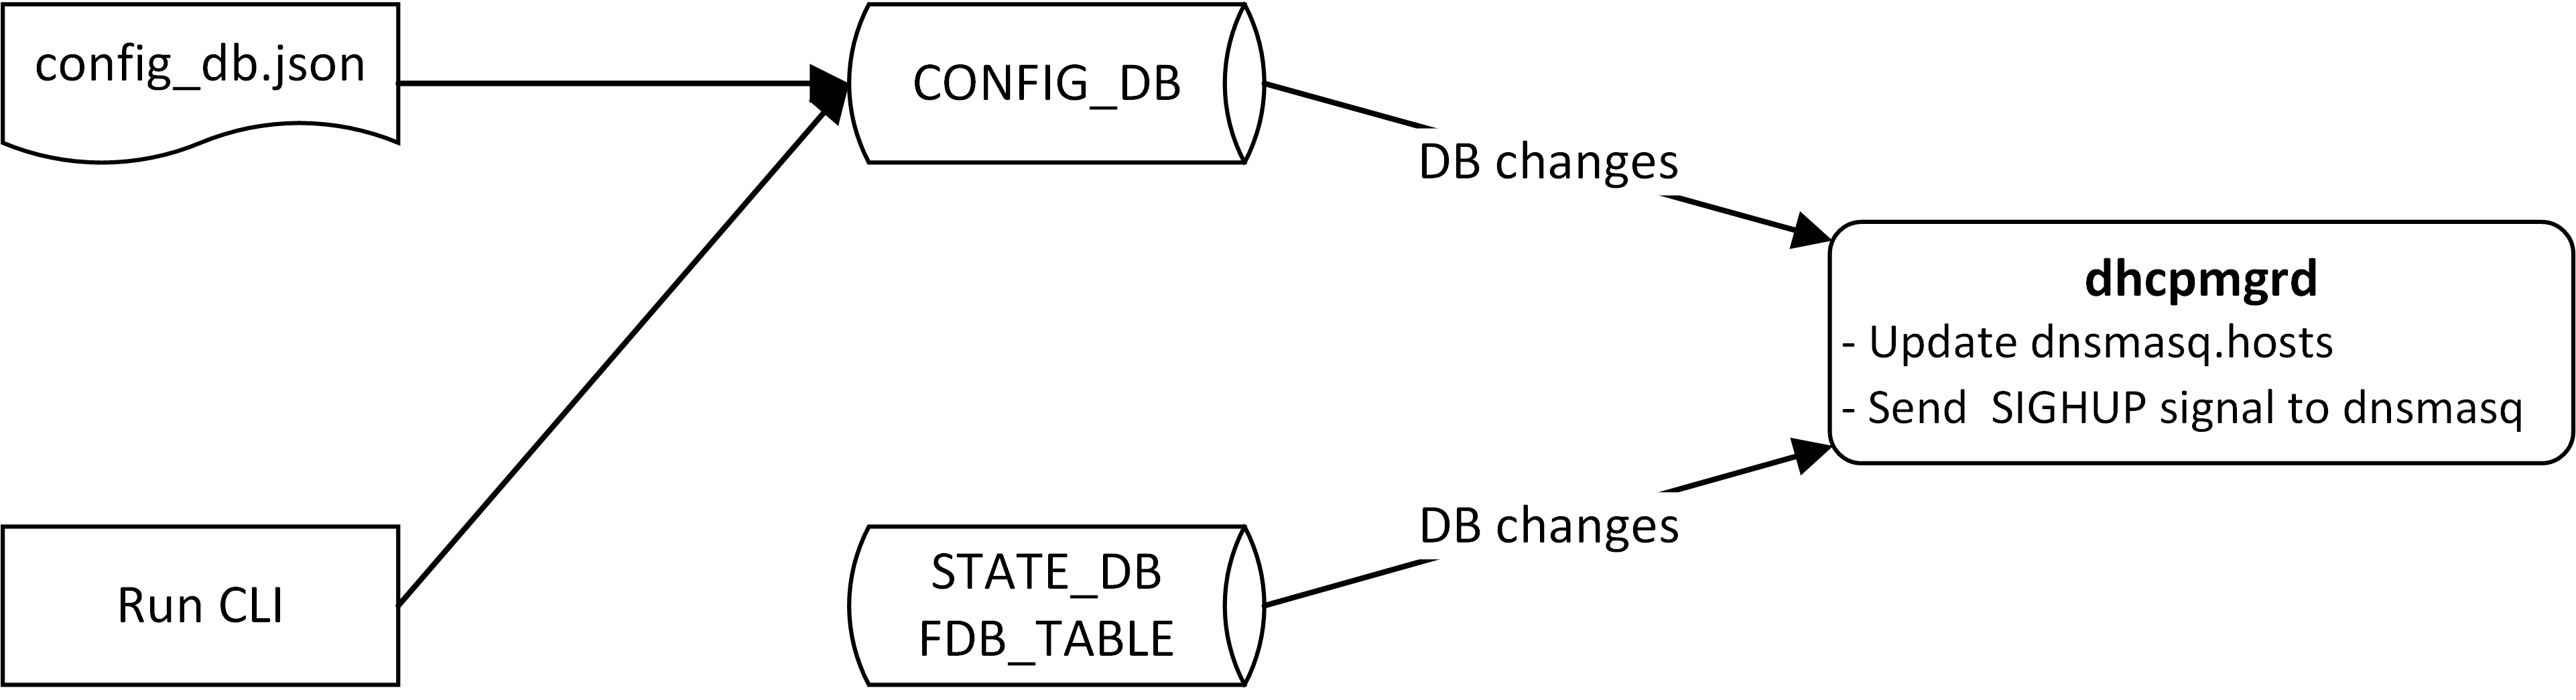 config_db.json
CONFIG_DB
DB changes
dhcpmgrd
- Update dnsmasq.hosts
- Send  SIGHUP signal to dnsmasq
DB changes
Run CLI
STATE_DB
FDB_TABLE